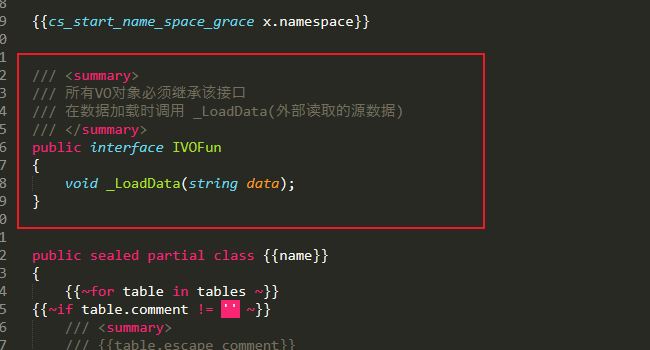 8
9 {{cs_start_name_space_grace x.namespace}}
0
1
2 /// <summary>
3 /// 所有VO对象必须继承该接口
4 /// 在数据加载时调用 _LoadData(外部读取的源数据)
5 /// </summary>
6 public interface IVOFun
7 {
8 void _LoadData(string data);
9 }
0
1
2 public sealed partial class {{name}}
3 {
4 {{~for table in tables ~}}
5 {{~if table.comment != '' ~}}
6 /// <summary>
7 /// {{table.escape_comment}}